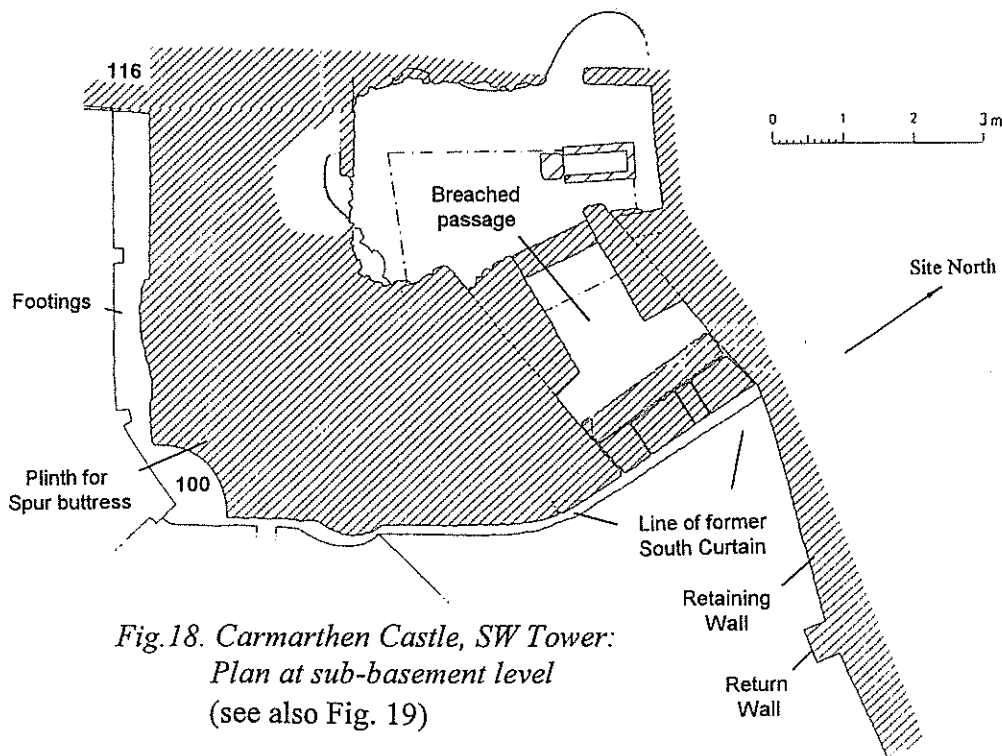 116
0 1 2 3 m
Breached
passage
Site North
Footings
Plinth for
Spur buttress
100
Line of former
South Curtain
Retaining
Wall
Return
Wall
Fig.18. Carmarthen Castle, SW Tower:
Plan at sub-basement level
(see also Fig. 19)